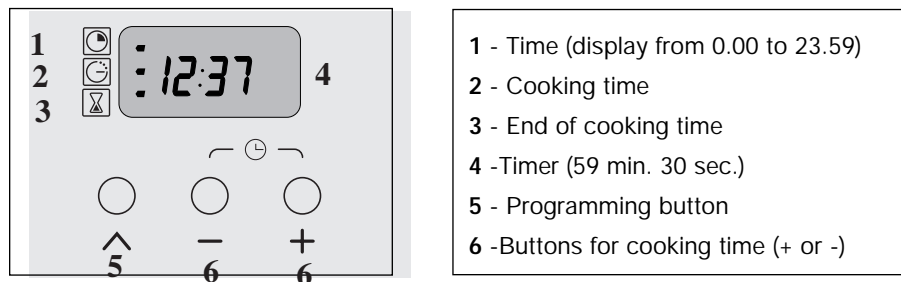 1
2
3
12:37
4
5
6
6
1 - Time (display from 0.00 to 23.59)
2 - Cooking time
3 - End of cooking time
4 -Timer (59 min. 30 sec.)
5 - Programming button
6 -Buttons for cooking time (+ or -)